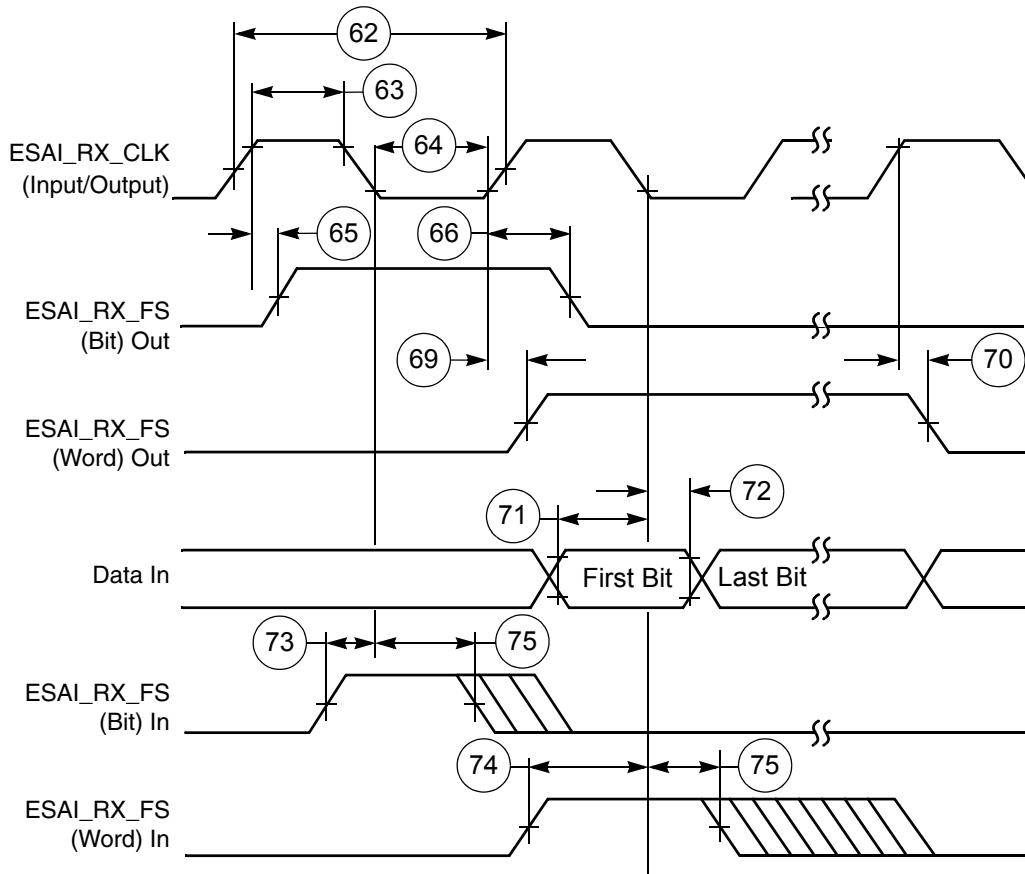 62
63
ESAI_RX_CLK
(Input/Output)
64
65
66
ESAI_RX_FS
(Bit) Out
69
70
ESAI_RX_FS
(Word) Out
71
72
Data In
First Bit
Last Bit
73
75
ESAI_RX_FS
(Bit) In
74
75
ESAI_RX_FS
(Word) In